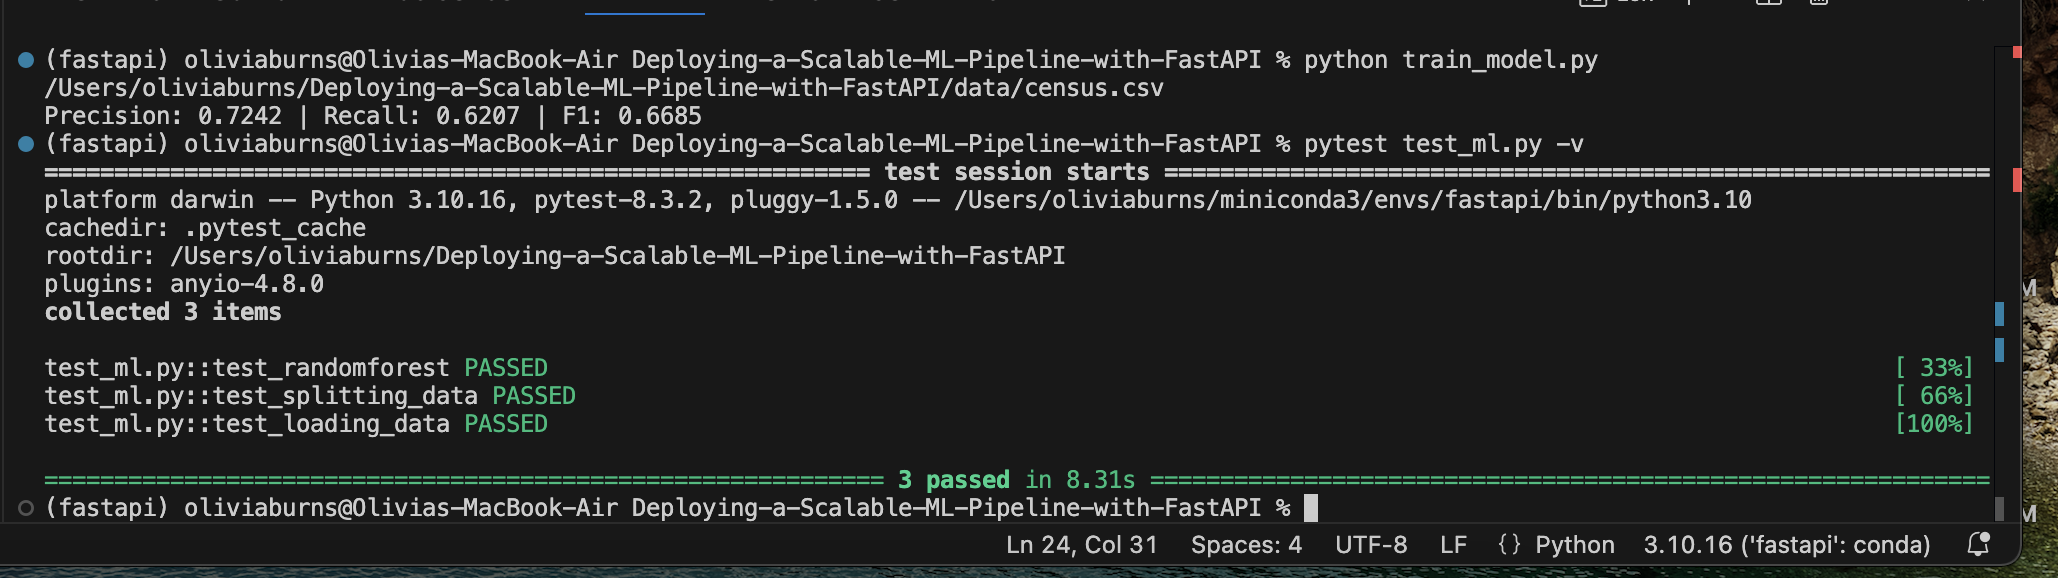 (fastapi) oliviaburns@Olivias-MacBook-Air Deploying-a-Scalable-ML-Pipeline-with-FastAPI % python train_model.py
/Users/oliviaburns/Deploying-a-Scalable-ML-Pipeline-with-FastAPI/data/census.csv
Precision: 0.7242 | Recall: 0.6207 | F1: 0.6685
(fastapi) oliviaburns@Olivias-MacBook-Air Deploying-a-Scalable-ML-Pipeline-with-FastAPI % pytest test_ml.py -v
=========================================================== test session starts ===========================================================
platform darwin -- Python 3.10.16, pytest-8.3.2, pluggy-1.5.0 -- /Users/oliviaburns/miniconda3/envs/fastapi/bin/python3.10
cachedir: .pytest_cache
rootdir: /Users/oliviaburns/Deploying-a-Scalable-ML-Pipeline-with-FastAPI
plugins: anyio-4.8.0
collected 3 items
test_ml.py::test_randomforest PASSED [ 33%]
test_ml.py::test_splitting_data PASSED [ 66%]
test_ml.py::test_loading_data PASSED [100%]
============================================================ 3 passed in 8.31s ============================================================
(fastapi) oliviaburns@Olivias-MacBook-Air Deploying-a-Scalable-ML-Pipeline-with-FastAPI %
Ln 24, Col 31 Spaces: 4 UTF-8 LF {} Python 3.10.16 ('fastapi': conda)